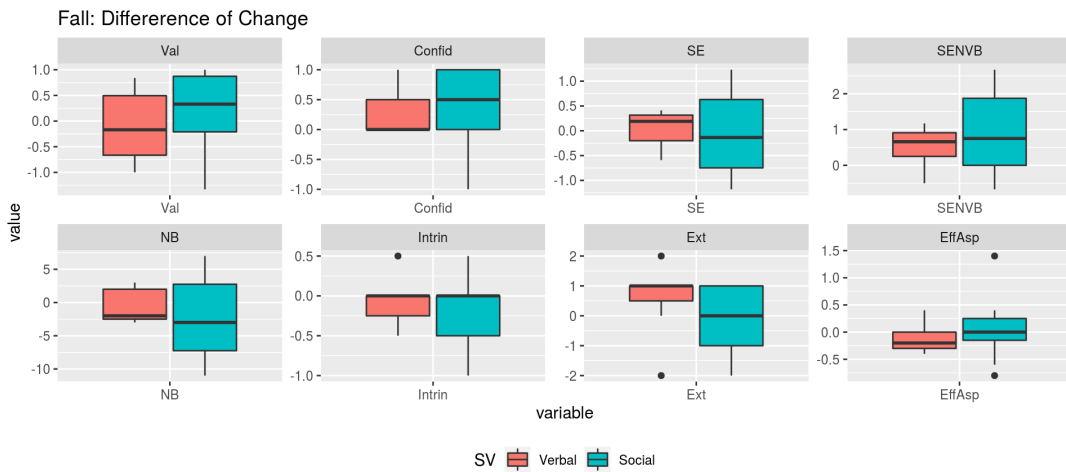 Fall: Differerence of Change
Val Confid SE SENVB
1.0 0.5 0.0 -0.5 -1.0
1.0 0.5 0.0 -0.5 -1.0
1.0 0.5 0.0 -0.5 -1.0
2 1 0
Val Confid SE SENVB
value
NB Intrin Ext EffAsp
5 0 -5 -10
0.5 0.0 -0.5 -1.0
2 1 0 -1 -2
1.5 1.0 0.5 0.0 -0.5
NB Intrin Ext EffAsp
variable
SV Verbal Social